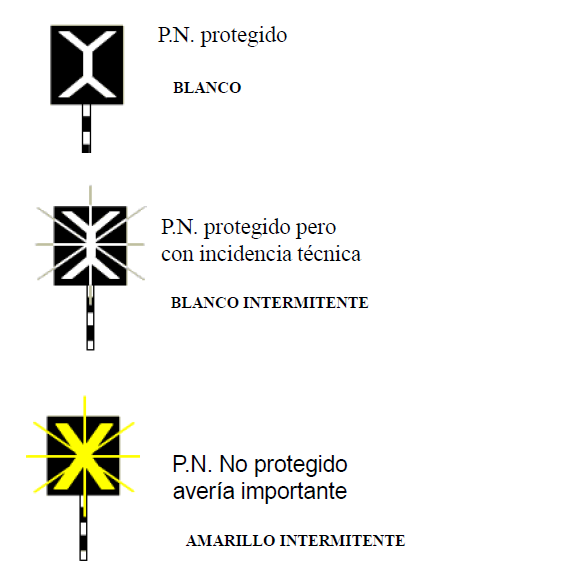 P.N. protegido
BLANCO
P.N. protegido pero
con incidencia técnica
BLANCO INTERMITENTE
P.N. No protegido
avería importante
AMARILLO INTERMITENTE